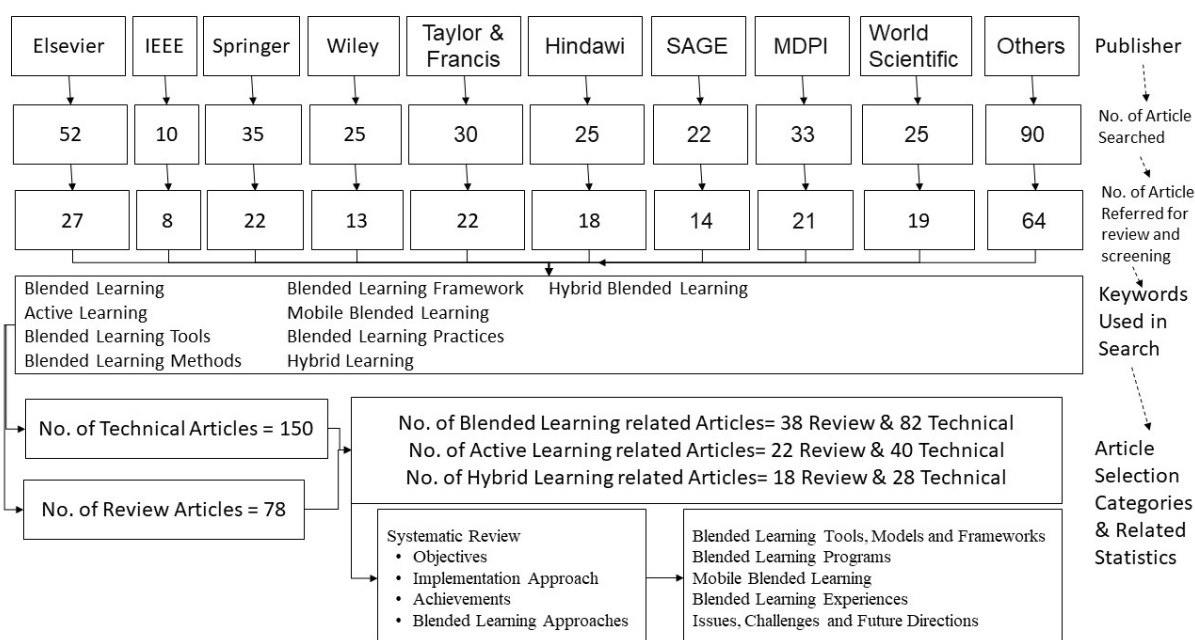 Elsevier IEEE Springer Wiley Taylor & Francis Hindawi SAGE MDPI World Scientific Others Publisher
52 10 35 25 30 25 22 33 25 90 No. of Article Searched
27 8 22 13 22 18 14 21 19 64 No. of Article Referred for review and screening
Blended Learning Blended Learning Framework Hybrid Blended Learning
Active Learning Mobile Blended Learning
Blended Learning Tools Blended Learning Practices
Blended Learning Methods Hybrid Learning
Keywords
Used in
Search
No. of Technical Articles = 150
No. of Review Articles = 78
No. of Blended Learning related Articles= 38 Review & 82 Technical
No. of Active Learning related Articles= 22 Review & 40 Technical
No. of Hybrid Learning related Articles= 18 Review & 28 Technical
Article
Selection
Categories
& Related
Statistics
Systematic Review
• Objectives
• Implementation Approach
• Achievements
• Blended Learning Approaches
Blended Learning Tools, Models and Frameworks
Blended Learning Programs
Mobile Blended Learning
Blended Learning Experiences
Issues, Challenges and Future Directions